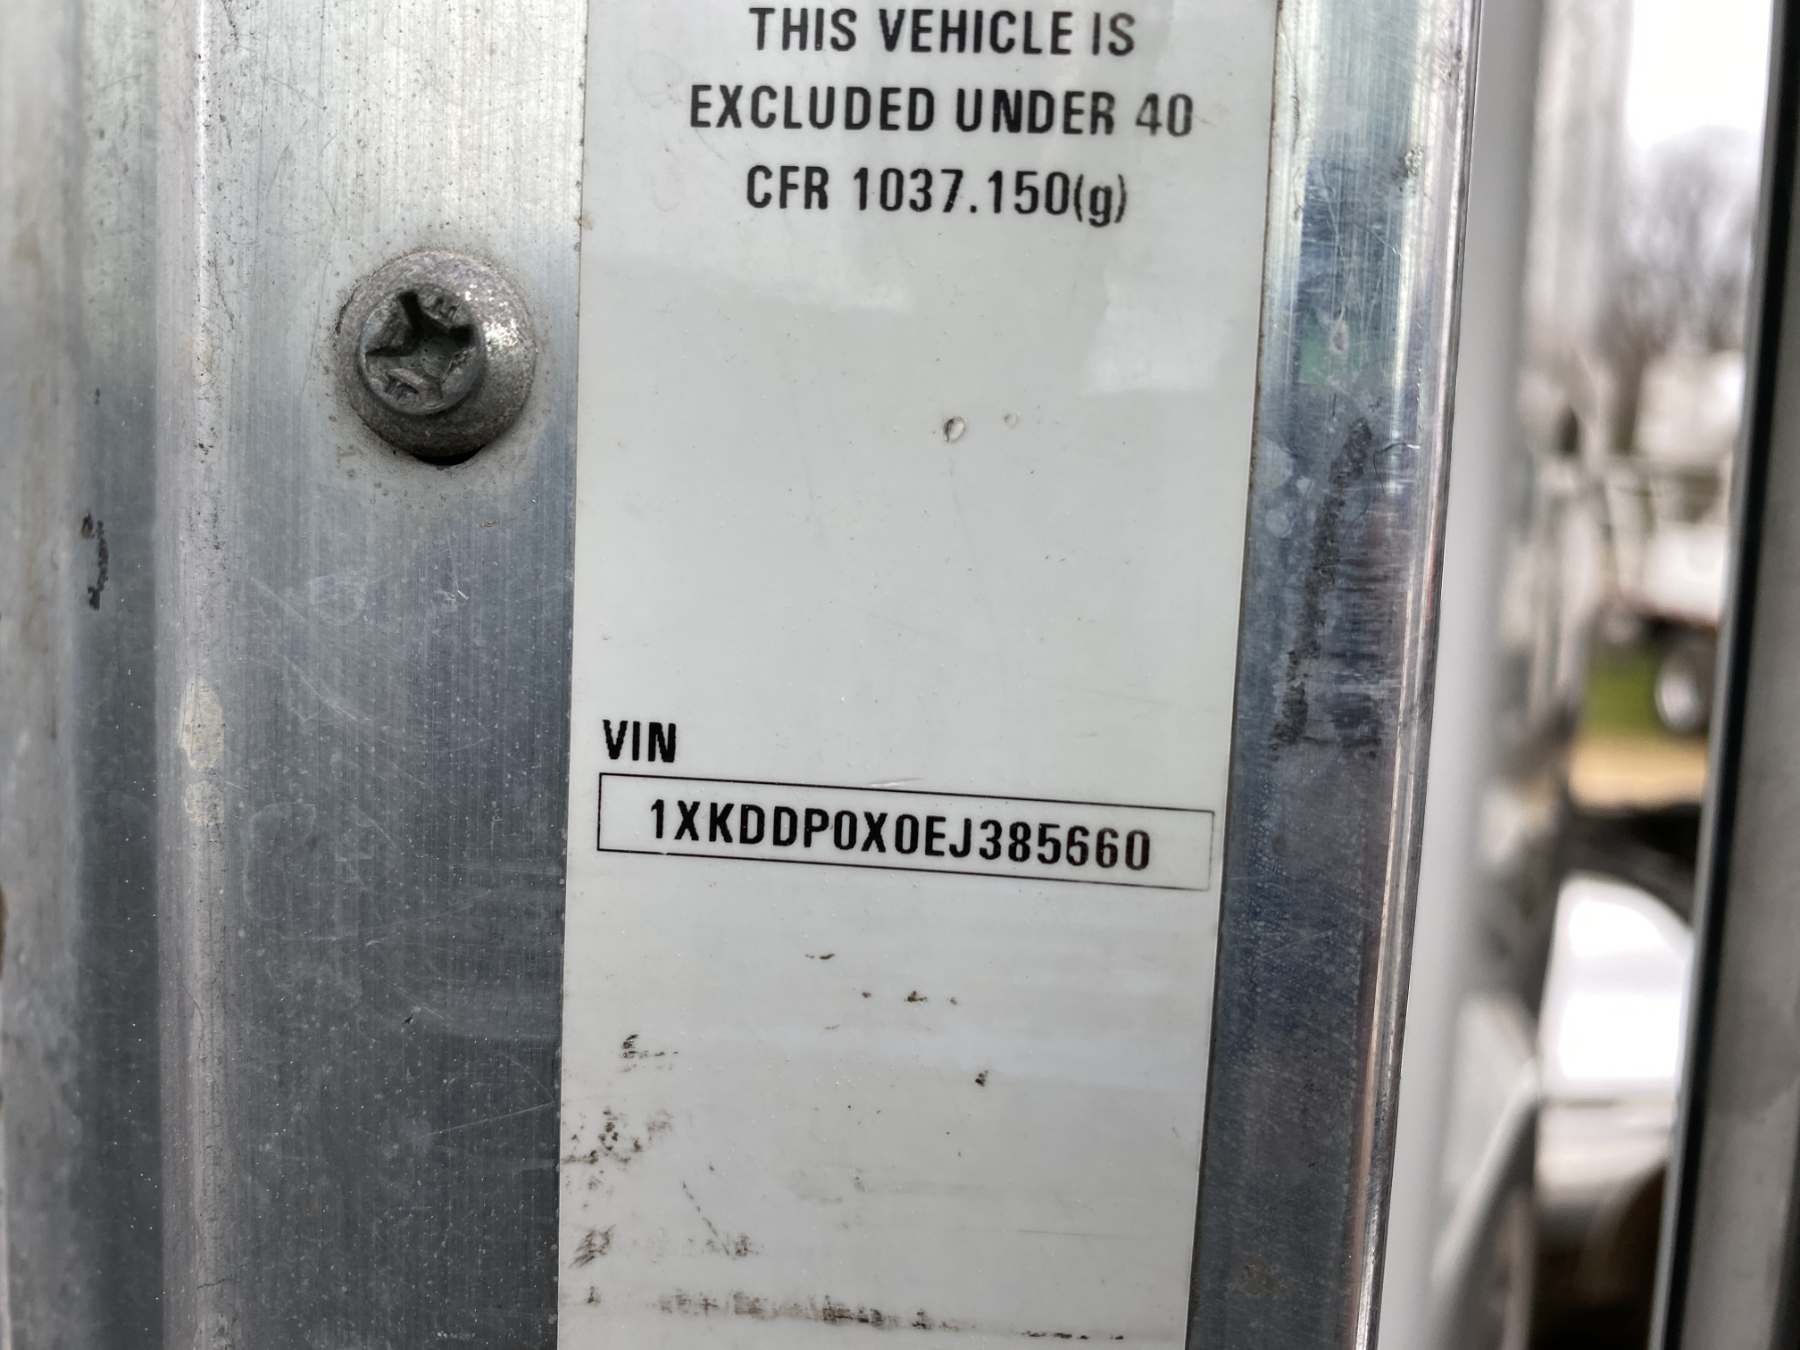 THIS VEHICLE IS
EXCLUDED UNDER 40
CFR 1037.150(g)
VIN
1XKDDP0X0EJ385660